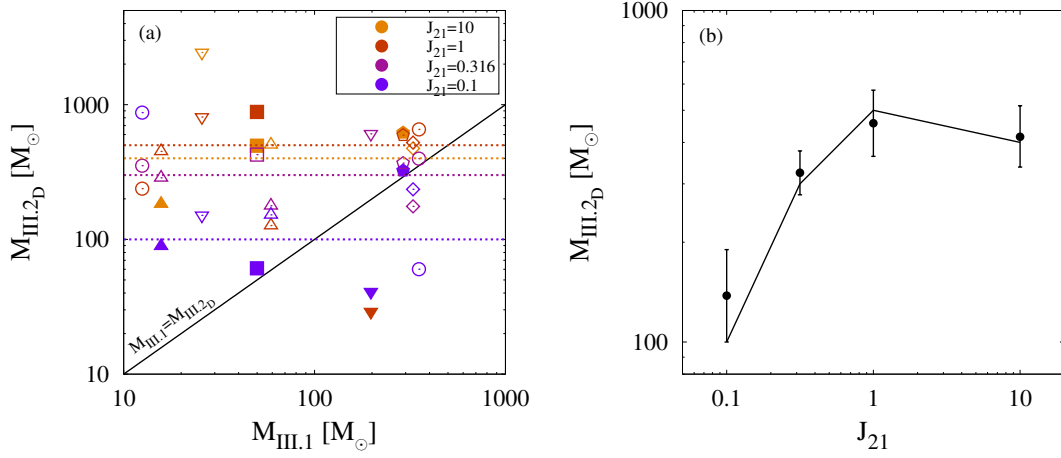 (a)
J21=10
J21=1
J21=0.316
J21=0.1
1000
100
10
MIII.2D [M☉]
MIII.1=MIII.2D
10 100 1000
MIII.1 [M☉]
(b)
1000
100
MIII.2D [M☉]
0.1 1 10
J21